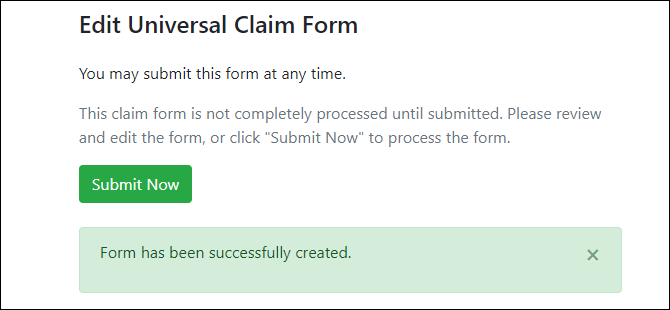 Edit Universal Claim Form
You may submit this form at any time.
This claim form is not completely processed until submitted. Please review
and edit the form, or click "Submit Now" to process the form.
Submit Now
Form has been successfully created. ×